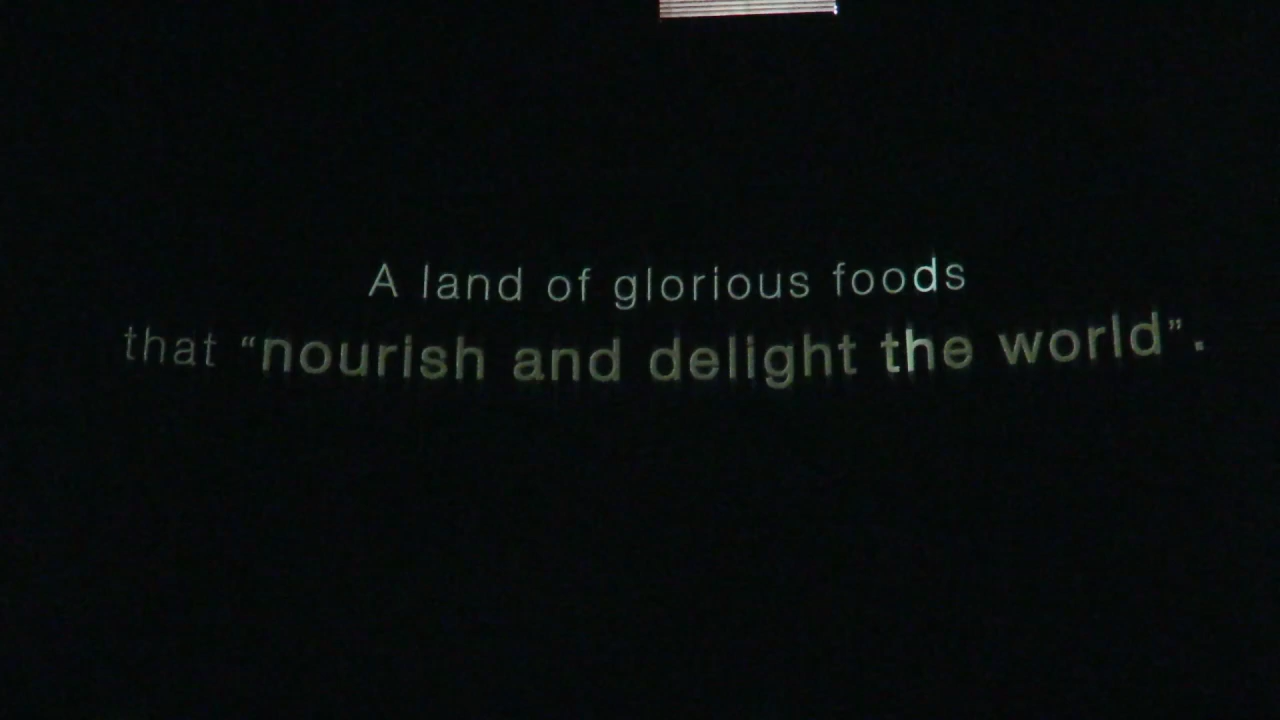 A land of glorious foods
that “nourish and delight the world”.